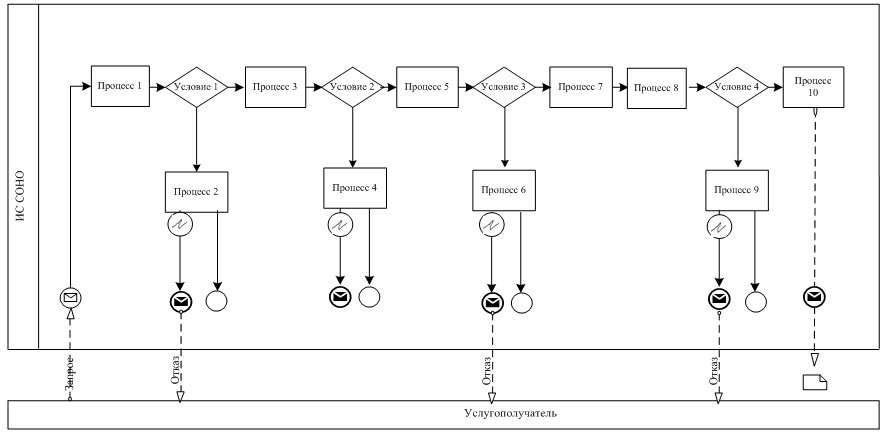 Процесс 1
Условие 1
Процесс 3
Условие 2
Процесс 5
Условие 3
Процесс 7
Процесс 8
Условие 4
Процесс
10
Процесс 2
Процесс 4
Процесс 6
Процесс 9
ИС СОНО
Запрос
Отказ
Отказ
Отказ
Услугополучатель